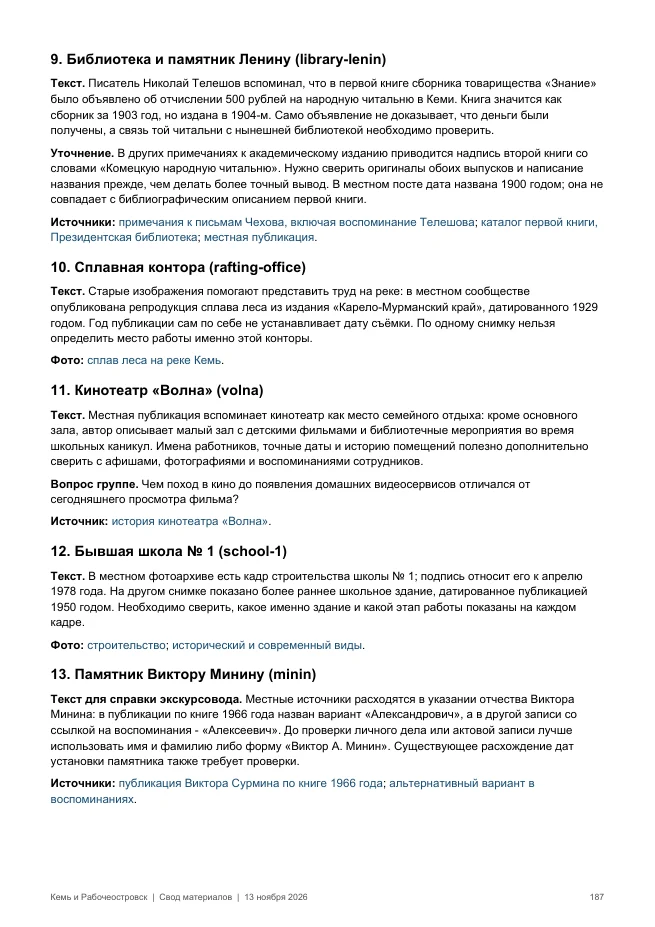 9. Библиотека и памятник Ленину (library-lenin)
Текст. Писатель Николай Телешов вспоминал, что в первой книге сборника товарищества «Знание»
было объявлено об отчислении 500 рублей на народную читальню в Кеми. Книга значится как
сборник за 1903 год, но издана в 1904-м. Само объявление не доказывает, что деньги были
получены, а связь той читальни с нынешней библиотекой необходимо проверить.
Уточнение. В других примечаниях к академическому изданию приводится надпись второй книги со
словами «Комецкую народную читальню». Нужно сверить оригиналы обоих выпусков и написание
названия прежде, чем делать более точный вывод. В местном посте дата названа 1900 годом; она не
совпадает с библиографическим описанием первой книги.
Источники: примечания к письмам Чехова, включая воспоминание Телешова; каталог первой книги,
Президентская библиотека; местная публикация.
10. Сплавная контора (rafting-office)
Текст. Старые изображения помогают представить труд на реке: в местном сообществе
опубликована репродукция сплава леса из издания «Карело-Мурманский край», датированного 1929
годом. Год публикации сам по себе не устанавливает дату съёмки. По одному снимку нельзя
определить место работы именно этой конторы.
Фото: сплав леса на реке Кемь.
11. Кинотеатр «Волна» (volna)
Текст. Местная публикация вспоминает кинотеатр как место семейного отдыха: кроме основного
зала, автор описывает малый зал с детскими фильмами и библиотечные мероприятия во время
школьных каникул. Имена работников, точные даты и историю помещений полезно дополнительно
сверить с афишами, фотографиями и воспоминаниями сотрудников.
Вопрос группе. Чем поход в кино до появления домашних видеосервисов отличался от
сегодняшнего просмотра фильма?
Источник: история кинотеатра «Волна».
12. Бывшая школа № 1 (school-1)
Текст. В местном фотоархиве есть кадр строительства школы № 1; подпись относит его к апрелю
1978 года. На другом снимке показано более раннее школьное здание, датированное публикацией
1950 годом. Необходимо сверить, какое именно здание и какой этап работы показаны на каждом
кадре.
Фото: строительство; исторический и современный виды.
13. Памятник Виктору Минину (minin)
Текст для справки экскурсовода. Местные источники расходятся в указании отчества Виктора
Минина: в публикации по книге 1966 года назван вариант «Александрович», а в другой записи со
ссылкой на воспоминания - «Алексеевич». До проверки личного дела или актовой записи лучше
использовать имя и фамилию либо форму «Виктор А. Минин». Существующее расхождение дат
установки памятника также требует проверки.
Источники: публикация Виктора Сурмина по книге 1966 года; альтернативный вариант в
воспоминаниях.
Кемь и Рабочеостровск | Свод материалов | 13 ноября 2026
187